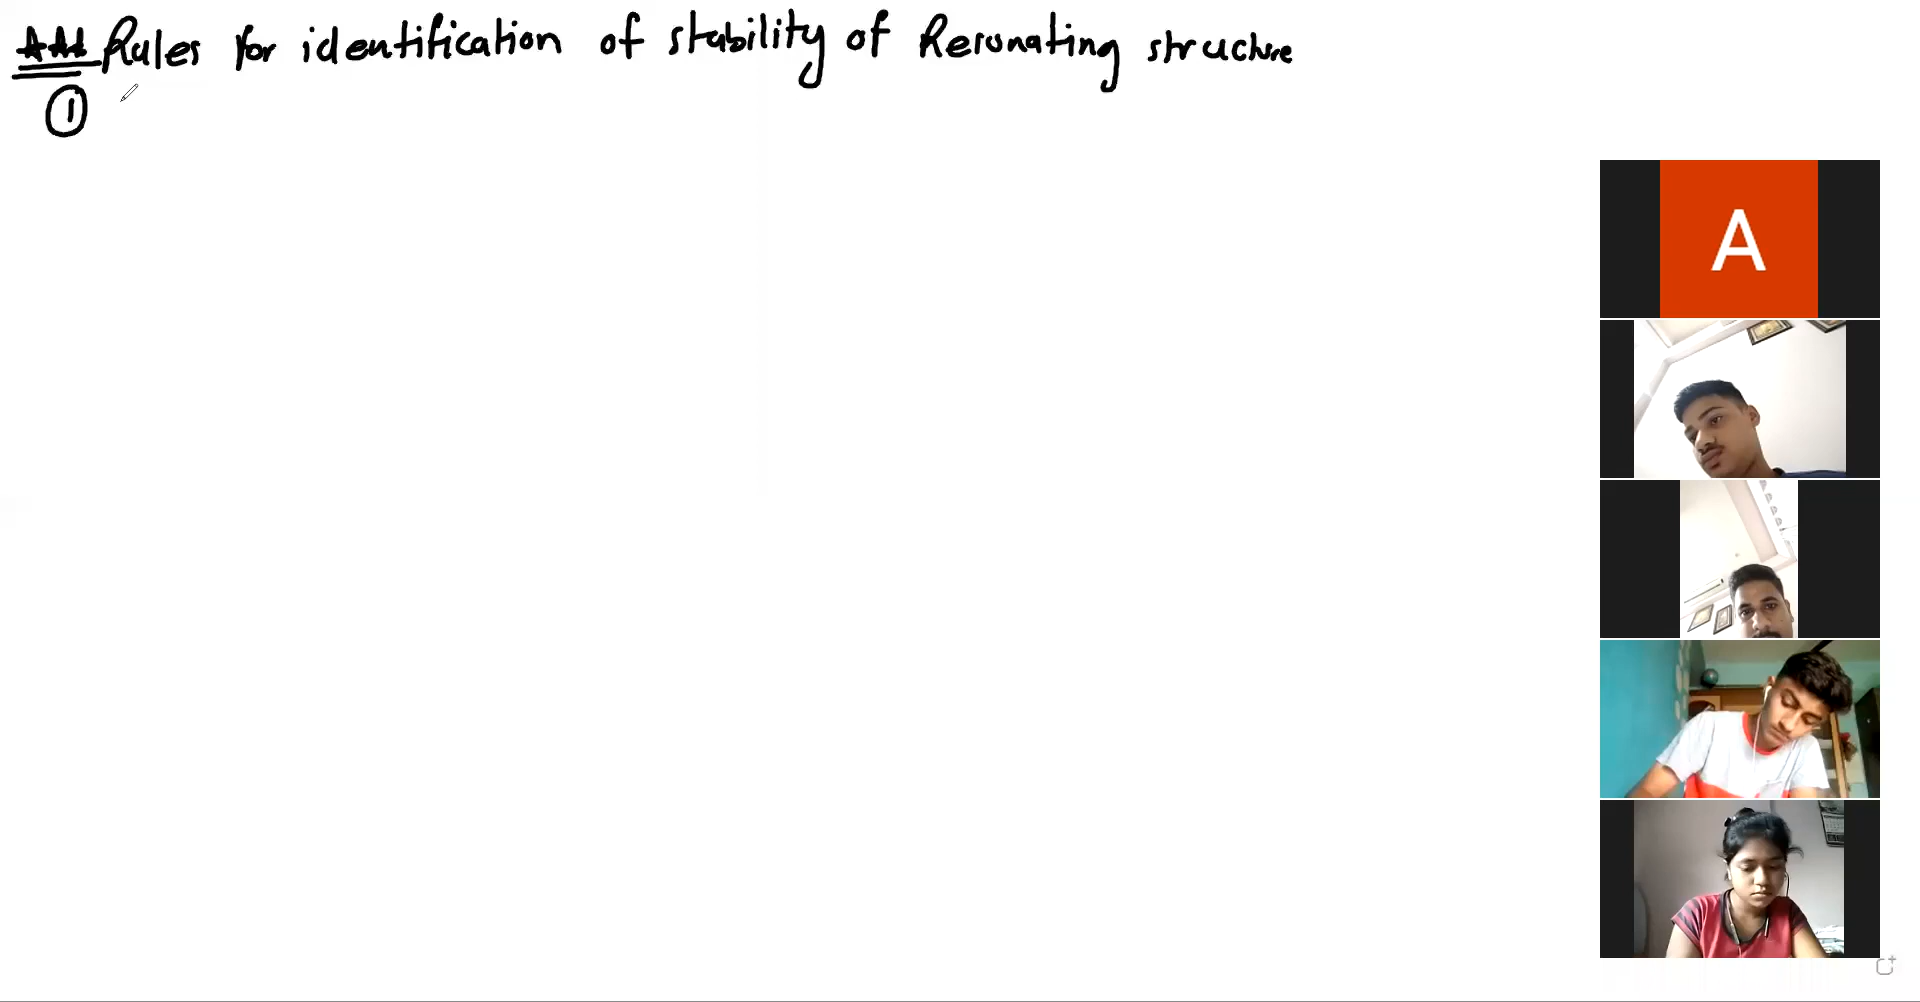 Rules for identification of stability of Resonating structure
①
A